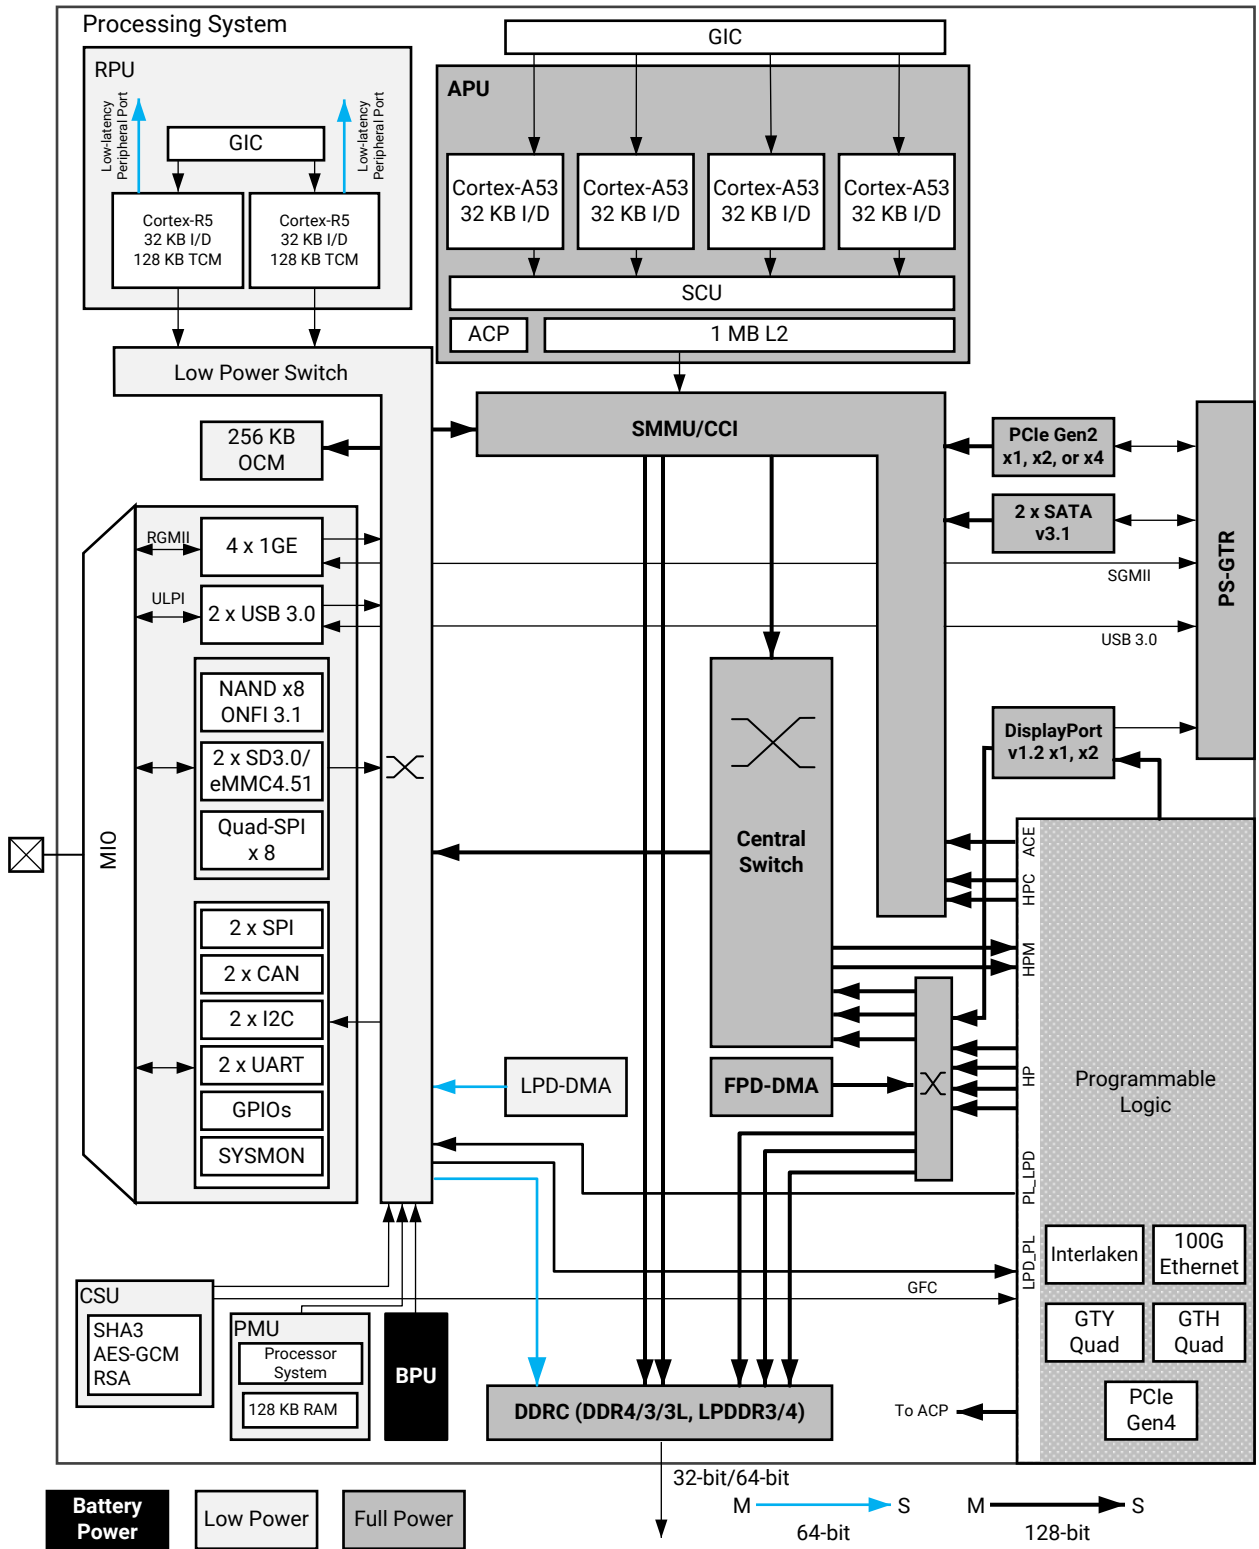 Processing System
RPU
Low-latency
Peripheral Port
Low-latency
Peripheral Port
GIC
Cortex-R5
32 KB I/D
128 KB TCM
Cortex-R5
32 KB I/D
128 KB TCM
GIC
APU
Cortex-A53
32 KB I/D
Cortex-A53
32 KB I/D
Cortex-A53
32 KB I/D
Cortex-A53
32 KB I/D
SCU
ACP
1 MB L2
Low Power Switch
256 KB
OCM
SMMU/CCI
PCIe Gen2
x1, x2, or x4
2 x SATA
v3.1
PS-GTR
RGMII
4 x 1GE
SGMII
ULPI
2 x USB 3.0
USB 3.0
NAND x8
ONFI 3.1
2 x SD3.0/
eMMC4.51
Quad-SPI
x 8
MIO
DisplayPort
v1.2 x1, x2
Central
Switch
ACE
HPC
HPM
HP
PL_LPD
LPD_PL
2 x SPI
2 x CAN
2 x I2C
2 x UART
GPIOs
SYSMON
LPD-DMA
FPD-DMA
Programmable
Logic
Interlaken
100G
Ethernet
GTY
Quad
GTH
Quad
PCIe
Gen4
GFC
To ACP
CSU
SHA3
AES-GCM
RSA
PMU
Processor
System
128 KB RAM
BPU
DDRC (DDR4/3/3L, LPDDR3/4)
32-bit/64-bit
Battery
Power
Low Power
Full Power
M
S
64-bit
M
S
128-bit